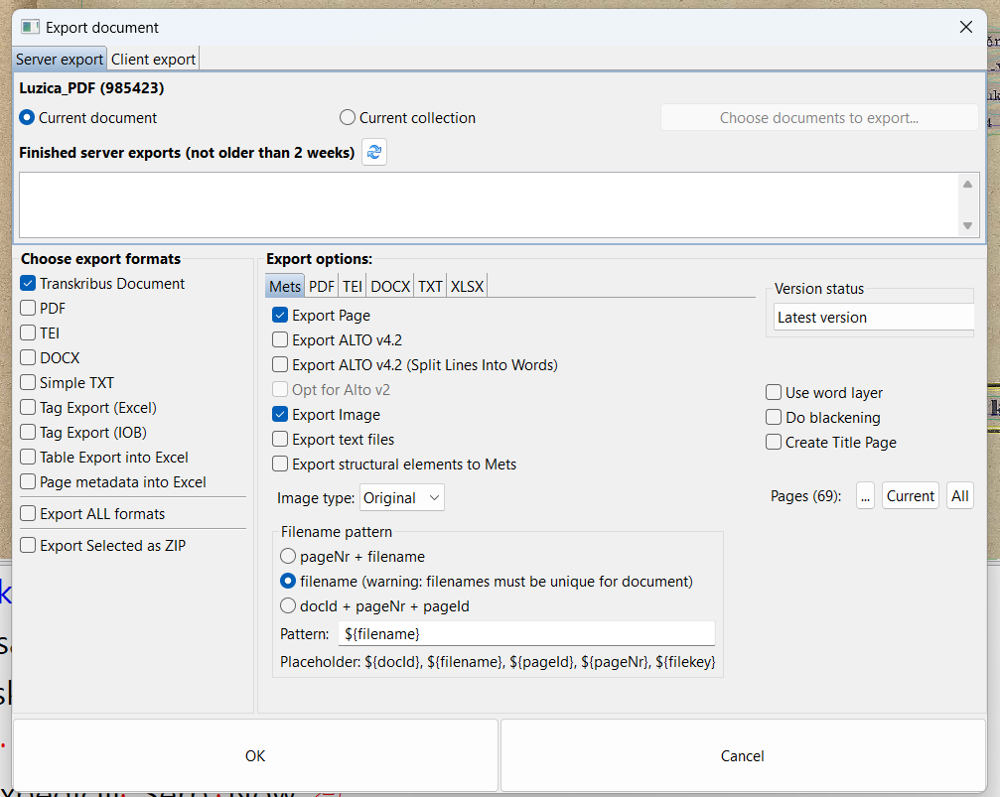 Export document
Server export Client export
Luzica_PDF (985423)
Current document Current collection Choose documents to export...
Finished server exports (not older than 2 weeks)
Choose export formats
Transkribus Document
PDF
TEI
DOCX
Simple TXT
Tag Export (Excel)
Tag Export (IOB)
Table Export into Excel
Page metadata into Excel
Export ALL formats
Export Selected as ZIP
Export options:
Mets PDF TEI DOCX TXT XLSX
Export Page
Export ALTO v4.2
Export ALTO v4.2 (Split Lines Into Words)
Opt for Alto v2
Export Image
Export text files
Export structural elements to Mets
Image type: Original
Filename pattern
pageNr + filename
filename (warning: filenames must be unique for document)
docId + pageNr + pageId
Pattern: ${filename}
Placeholder: ${docId}, ${filename}, ${pageId}, ${pageNr}, ${filekey}
Version status
Latest version
Use word layer
Do blackening
Create Title Page
Pages (69): ... Current All
OK Cancel